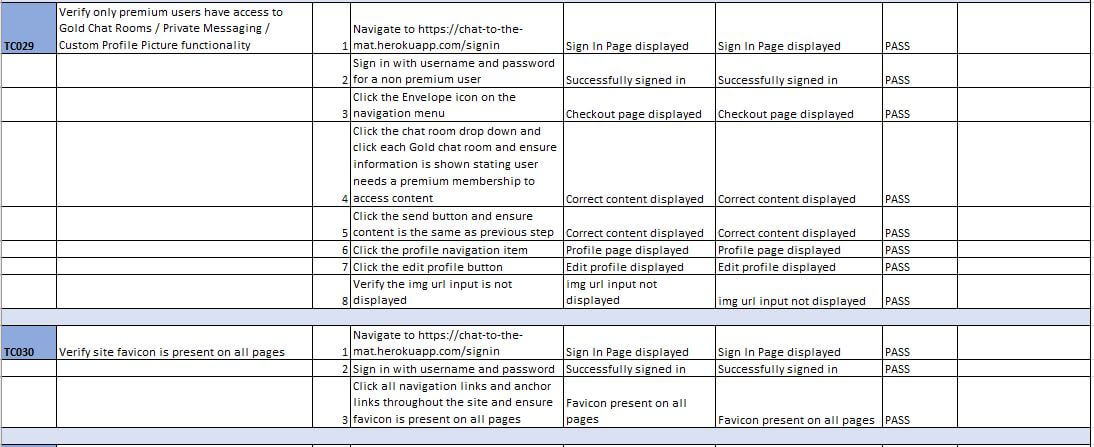 Verify only premium users have access to
Gold Chat Rooms / Private Messaging /
Custom Profile Picture functionality
TC029
1
Navigate to https://chat-to-the-
mat.herokuapp.com/signin
Sign In Page displayed
Sign In Page displayed
PASS
2
Sign in with username and password
for a non premium user
Successfully signed in
Successfully signed in
PASS
3
Click the Envelope icon on the
navigation menu
Checkout page displayed
Checkout page displayed
PASS
4
Click the chat room drop down and
click each Gold chat room and ensure
information is shown stating user
needs a premium membership to
access content
Correct content displayed
Correct content displayed
PASS
5
Click the send button and ensure
content is the same as previous step
Correct content displayed
Correct content displayed
PASS
6
Click the profile navigation item
Profile page displayed
Profile page displayed
PASS
7
Click the edit profile button
Edit profile displayed
Edit profile displayed
PASS
8
Verify the img url input is not
displayed
img url input not
displayed
img url input not displayed
PASS
TC030
Verify site favicon is present on all pages
1
Navigate to https://chat-to-the-
mat.herokuapp.com/signin
Sign In Page displayed
Sign In Page displayed
PASS
2
Sign in with username and password
Successfully signed in
Successfully signed in
PASS
3
Click all navigation links and anchor
links throughout the site and ensure
favicon is present on all pages
Favicon present on all
pages
Favicon present on all pages
PASS